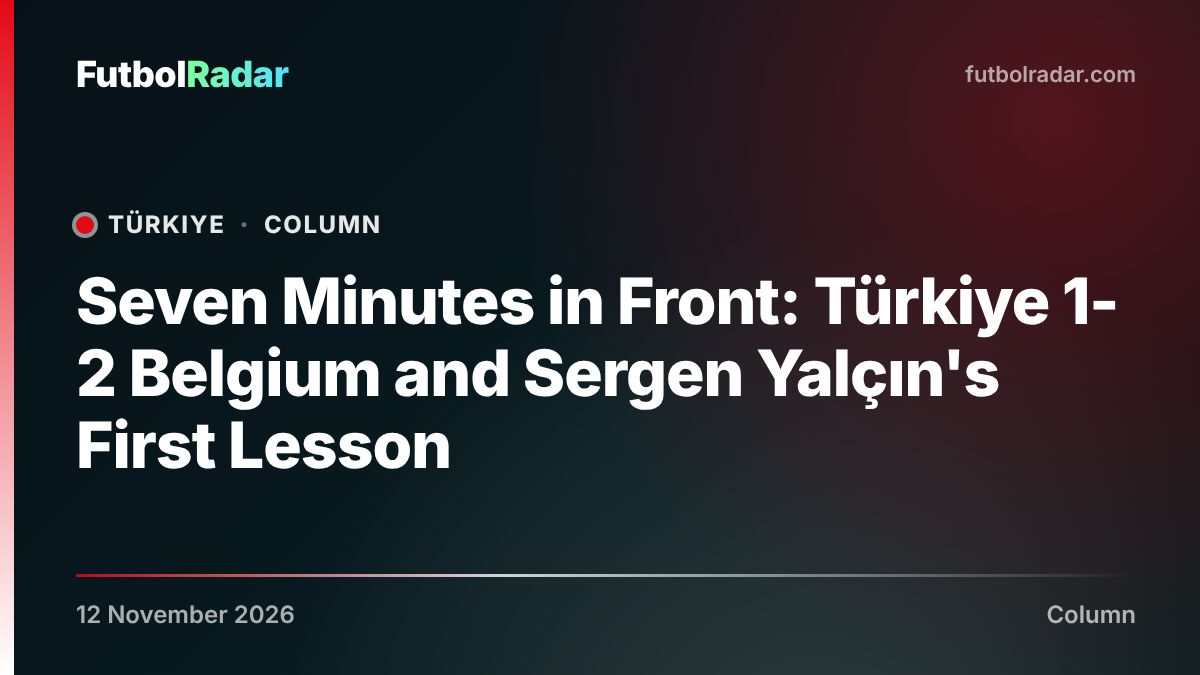 FutbolRadar
futbolradar.com
TÜRKIYE · COLUMN
Seven Minutes in Front: Türkiye 1-
2 Belgium and Sergen Yalçın's
First Lesson
12 November 2026
Column